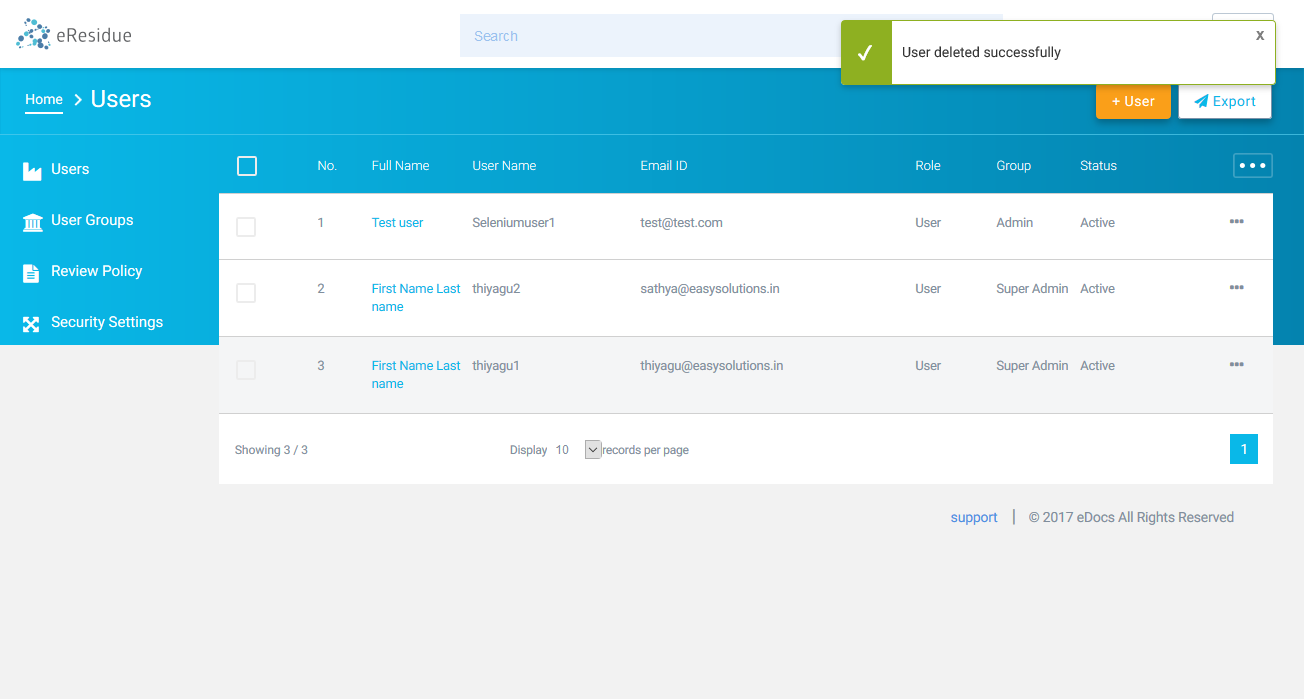 eResidue
Search
User deleted successfully
x
Home
Users
+ User
Export
Users
User Groups
Review Policy
Security Settings
No. Full Name User Name Email ID Role Group Status
1 Test user Seleniumuser1 test@test.com User Admin Active
2 First Name Last name thiyagu2 sathya@easysolutions.in User Super Admin Active
3 First Name Last name thiyagu1 thiyagu@easysolutions.in User Super Admin Active
Showing 3 / 3 Display 10 records per page 1
support | © 2017 eDocs All Rights Reserved